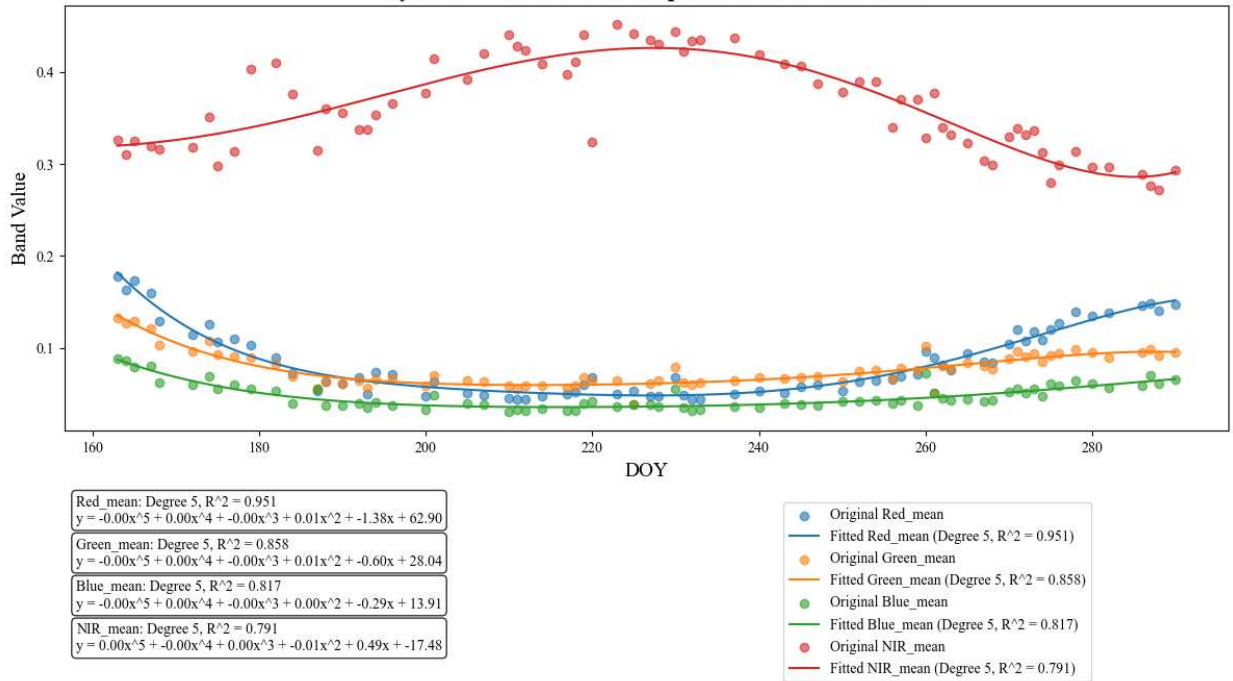 0.4
0.3
0.2
0.1
Band Value
160
180
200
220
240
260
280
DOY
Red_mean: Degree 5, R^2 = 0.951
y = -0.00x^5 + 0.00x^4 + -0.00x^3 + 0.01x^2 + -1.38x + 62.90
Green_mean: Degree 5, R^2 = 0.858
y = -0.00x^5 + 0.00x^4 + -0.00x^3 + 0.01x^2 + -0.60x + 28.04
Blue_mean: Degree 5, R^2 = 0.817
y = -0.00x^5 + 0.00x^4 + -0.00x^3 + 0.00x^2 + -0.29x + 13.91
NIR_mean: Degree 5, R^2 = 0.791
y = 0.00x^5 + -0.00x^4 + 0.00x^3 + -0.01x^2 + 0.49x + -17.48
Original Red_mean
Fitted Red_mean (Degree 5, R^2 = 0.951)
Original Green_mean
Fitted Green_mean (Degree 5, R^2 = 0.858)
Original Blue_mean
Fitted Blue_mean (Degree 5, R^2 = 0.817)
Original NIR_mean
Fitted NIR_mean (Degree 5, R^2 = 0.791)